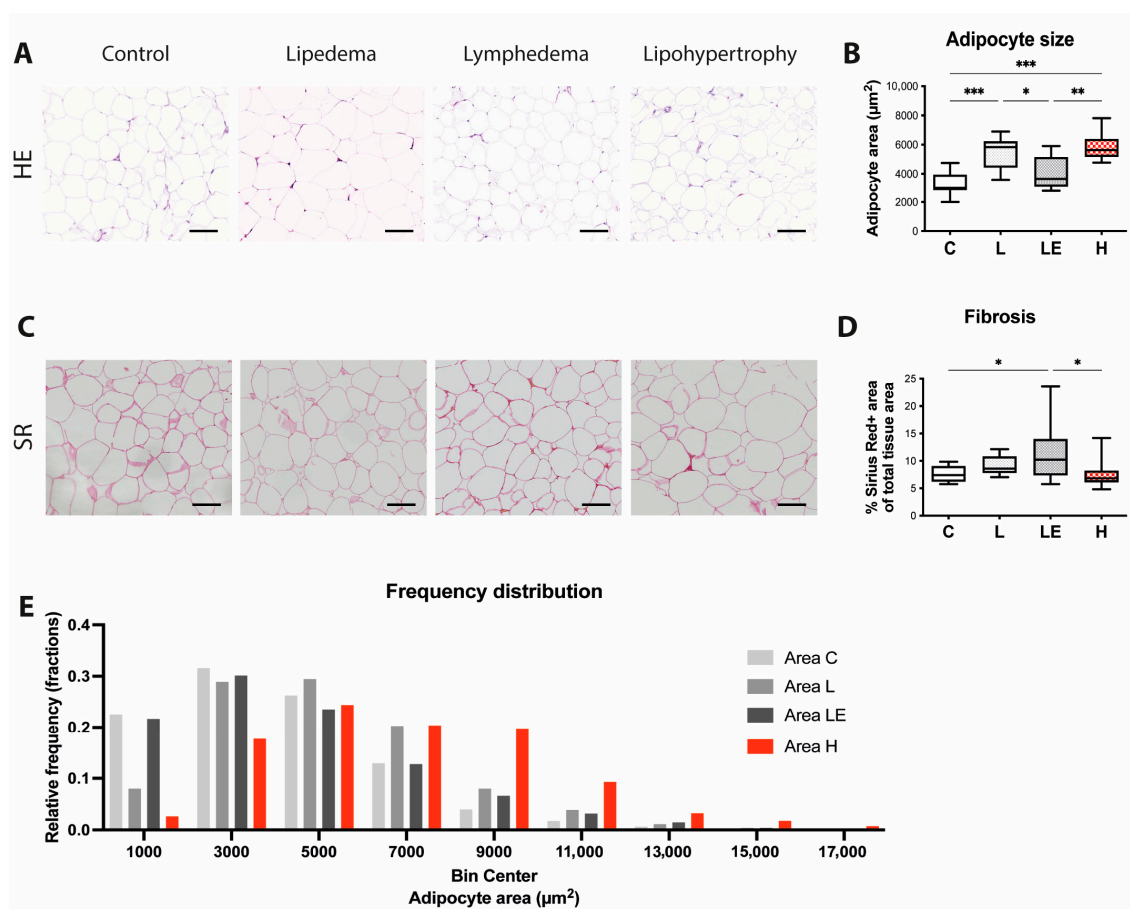 A
Control
Lipedema
Lymphedema
Lipohypertrophy
HE
B
Adipocyte size
Adipocyte area (µm²)
10,000
8000
6000
4000
2000
0
***
***
*
**
C
L
LE
H
C
SR
D
Fibrosis
% Sirius Red+ area
of total tissue area
25
20
15
10
5
0
*
*
C
L
LE
H
E
Frequency distribution
Relative frequency (fractions)
0.4
0.3
0.2
0.1
0.0
Area C
Area L
Area LE
Area H
1000 3000 5000 7000 9000 11,000 13,000 15,000 17,000
Bin Center
Adipocyte area (µm²)